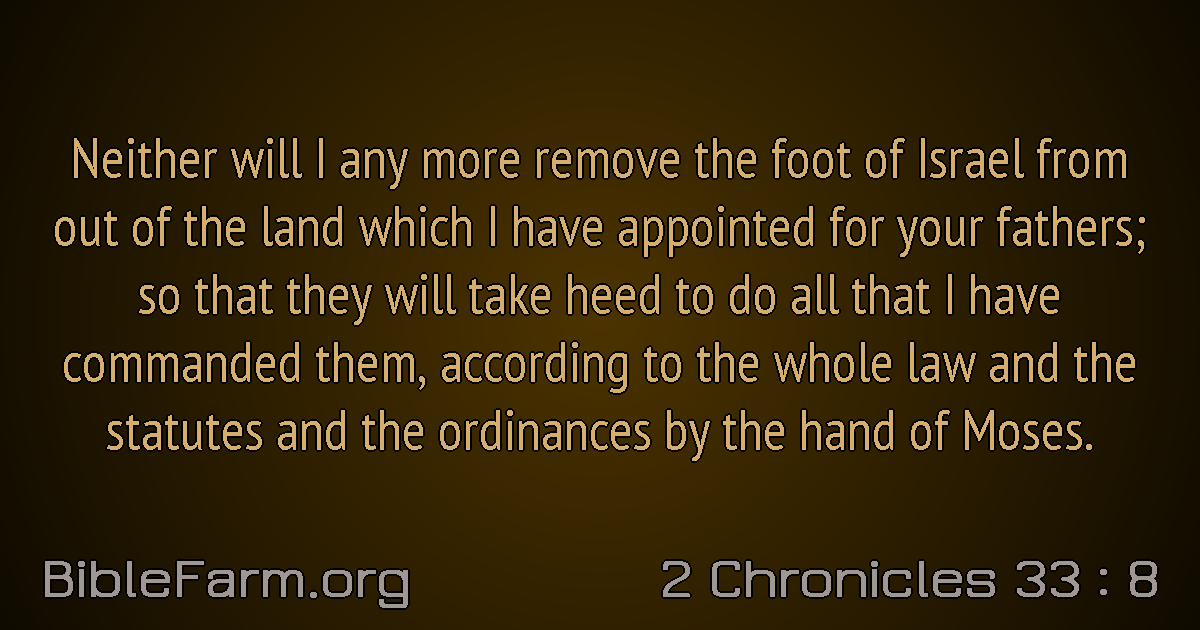 Neither will I any more remove the foot of Israel from
out of the land which I have appointed for your fathers;
so that they will take heed to do all that I have
commanded them, according to the whole law and the
statutes and the ordinances by the hand of Moses.
BibleFarm.org
2 Chronicles 33 : 8